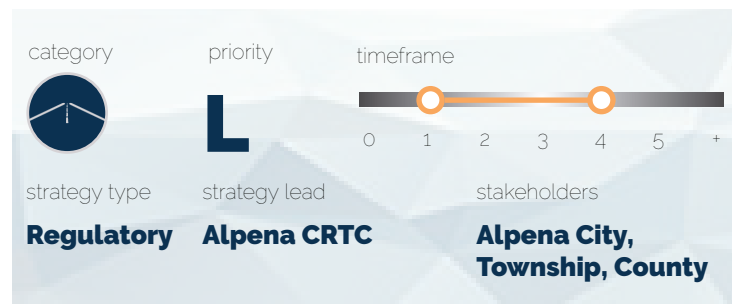 category
priority
timeframe
L
0 1 2 3 4 5 +
strategy type
strategy lead
stakeholders
Regulatory
Alpena CRTC
Alpena City,
Township, County